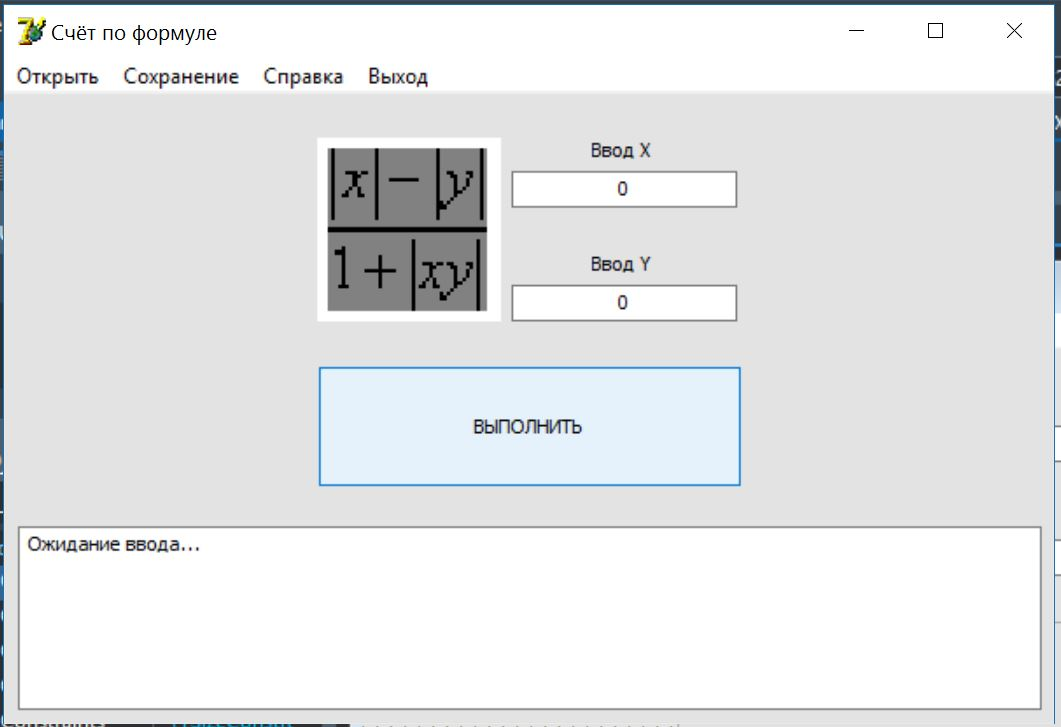 Счёт по формуле
Открыть Сохранение Справка Выход
|x| − |y|
1 + |xy|
Ввод X
0
Ввод Y
0
ВЫПОЛНИТЬ
Ожидание ввода...